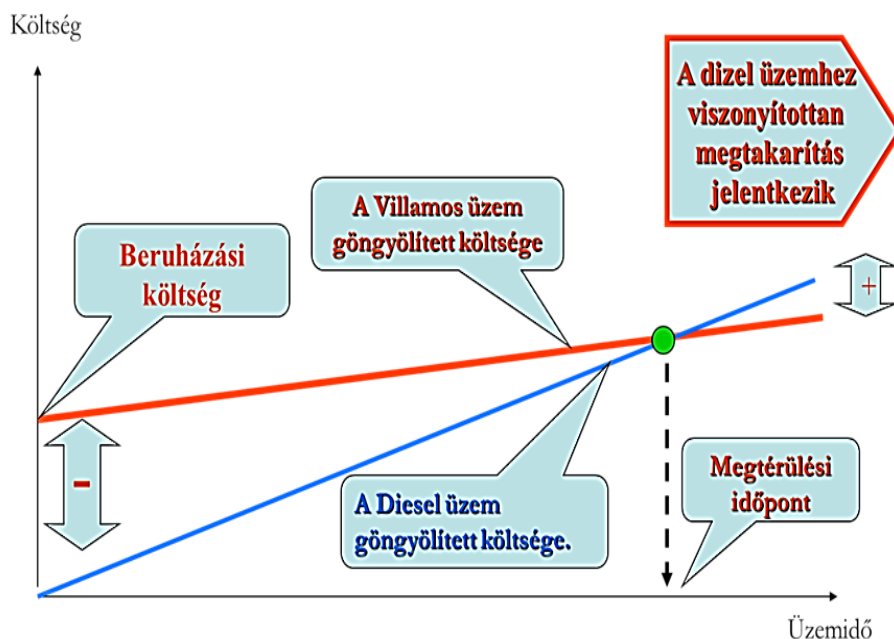 Költség
A dizel üzemhez
viszonyítottan
megtakarítás
jelentkezik
A Villamos üzem
göngyölített költsége
Beruházási
költség
+
-
A Diesel üzem
göngyölített költsége.
Megtérülési
időpont
Üzemidő